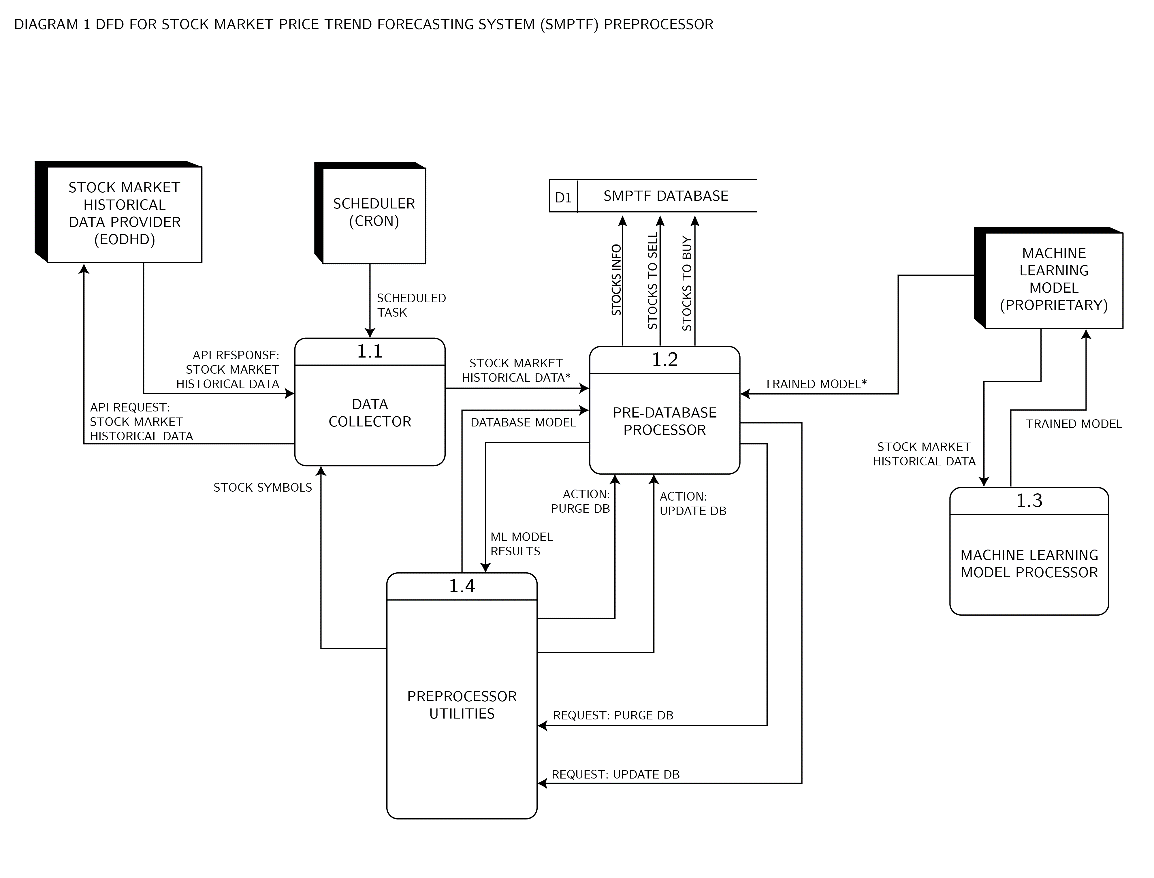 DIAGRAM 1 DFD FOR STOCK MARKET PRICE TREND FORECASTING SYSTEM (SMPTF) PREPROCESSOR
STOCK MARKET
HISTORICAL
DATA PROVIDER
(EODHD)
SCHEDULER
(CRON)
D1
SMPTF DATABASE
MACHINE
LEARNING
MODEL
(PROPRIETARY)
STOCKS INFO
STOCKS TO SELL
STOCKS TO BUY
SCHEDULED
TASK
API RESPONSE:
STOCK MARKET
HISTORICAL DATA
API REQUEST:
STOCK MARKET
HISTORICAL DATA
1.1
DATA
COLLECTOR
STOCK MARKET
HISTORICAL DATA*
DATABASE MODEL
1.2
PRE-DATABASE
PROCESSOR
TRAINED MODEL*
STOCK MARKET
HISTORICAL DATA
TRAINED MODEL
STOCK SYMBOLS
ML MODEL
RESULTS
ACTION:
PURGE DB
ACTION:
UPDATE DB
1.3
MACHINE LEARNING
MODEL PROCESSOR
1.4
PREPROCESSOR
UTILITIES
REQUEST: PURGE DB
REQUEST: UPDATE DB